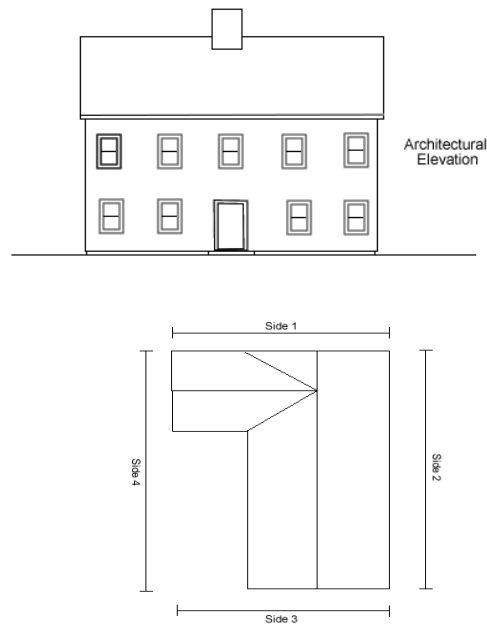 Architectural
Elevation
Side 1
Side 4
Side 2
Side 3